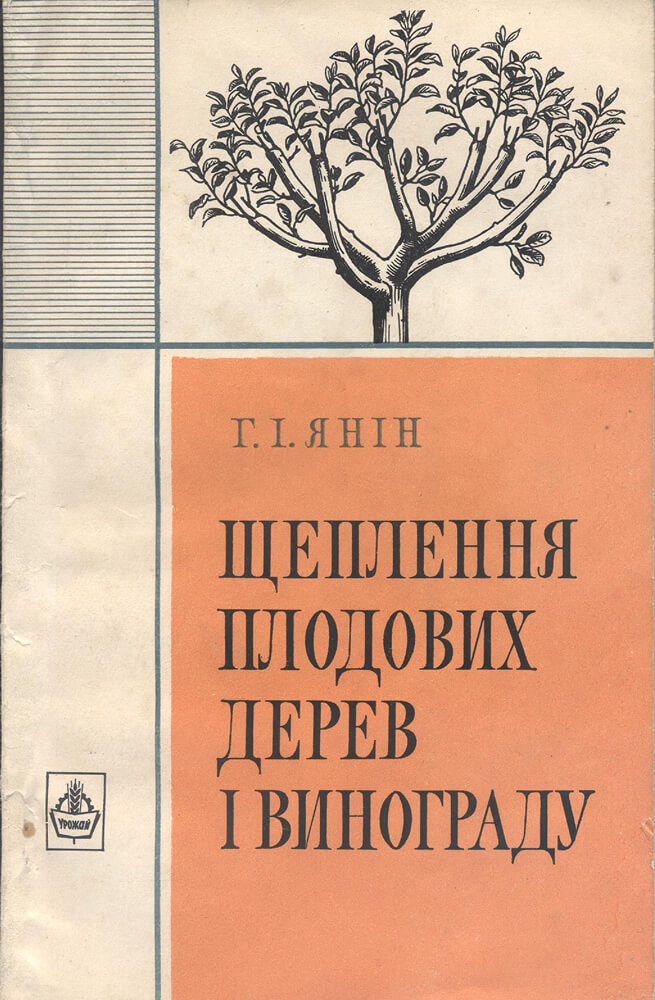 Г. І. ЯНІН
ЩЕПЛЕННЯ
ПЛОДОВИХ
ДЕРЕВ
І ВИНОГРАДУ
УРОЖАЙ